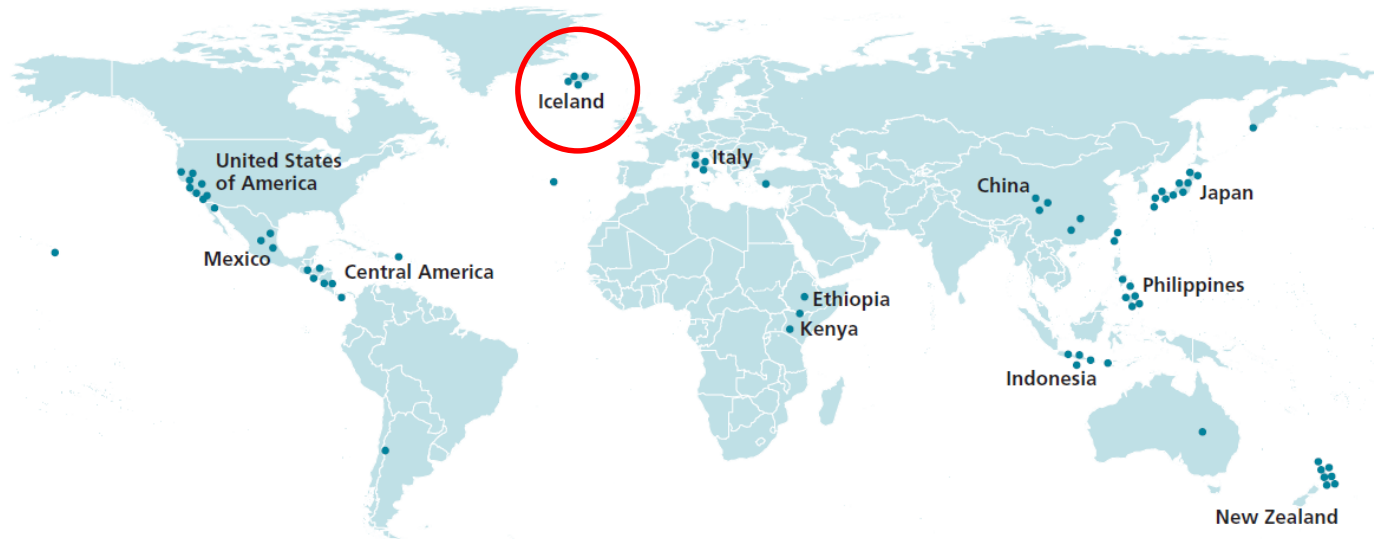 Iceland
United States
of America
Italy
China
Japan
Mexico
Central America
Philippines
Ethiopia
Kenya
Indonesia
New Zealand